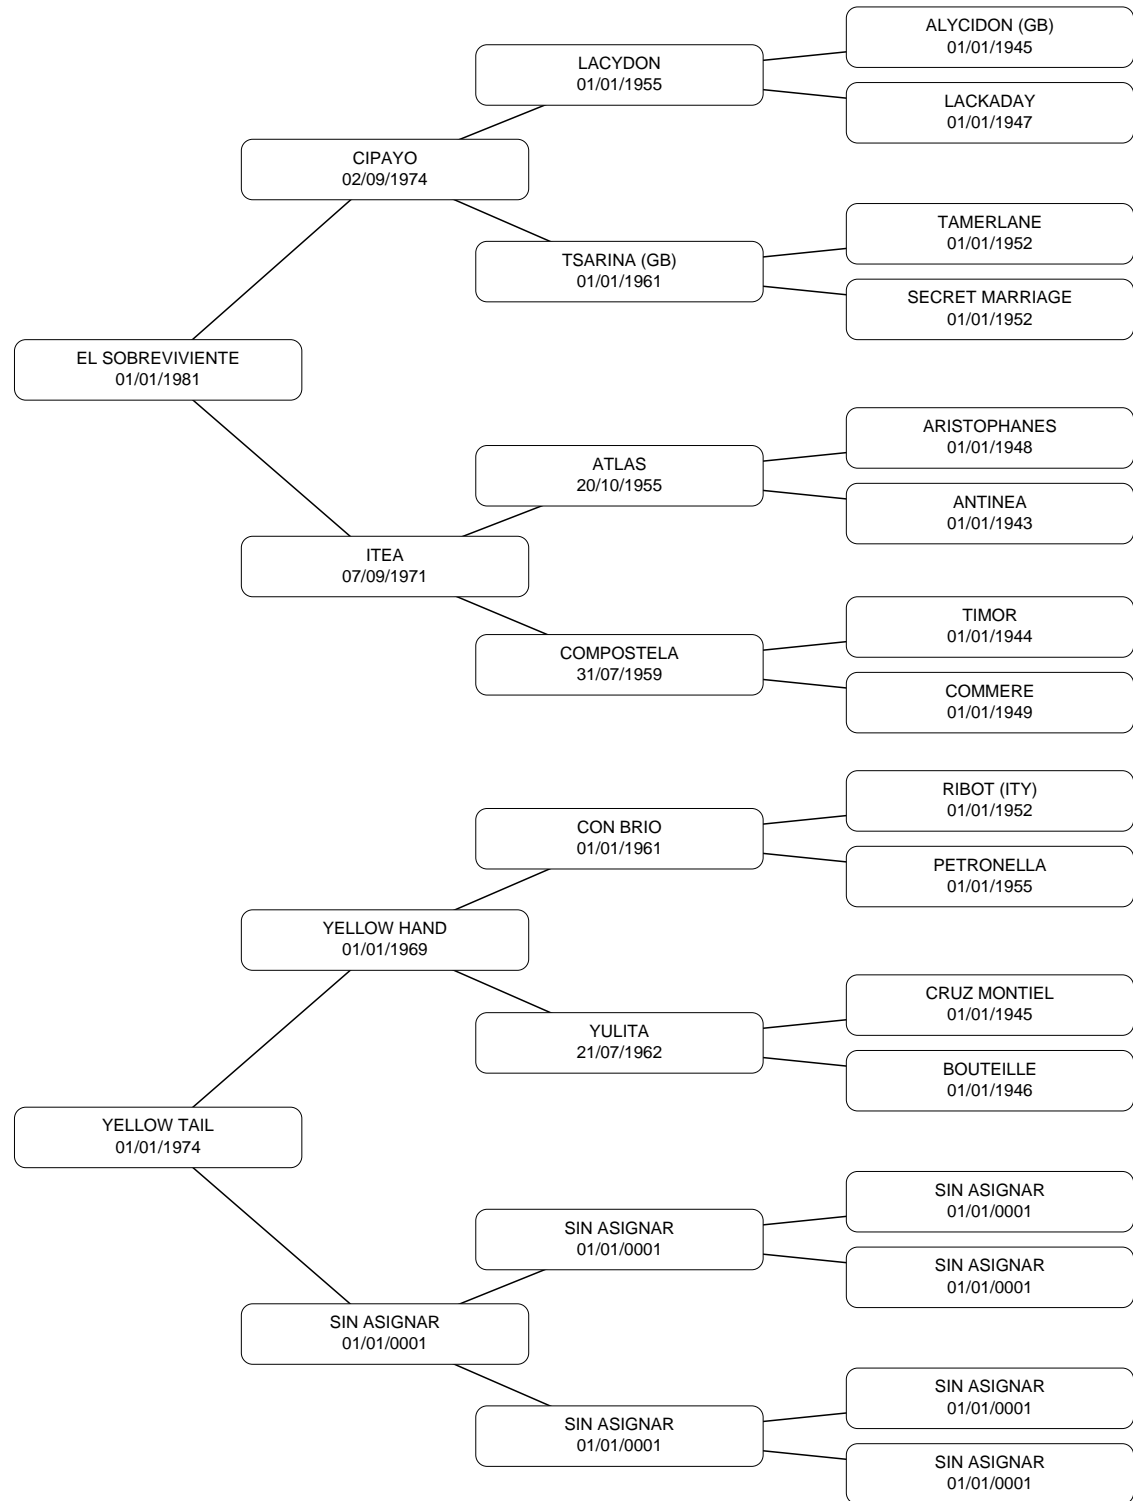 ALYCIDON (GB)
01/01/1945
LACYDON
01/01/1955
LACKADAY
01/01/1947
CIPAYO
02/09/1974
TAMERLANE
01/01/1952
TSARINA (GB)
01/01/1961
SECRET MARRIAGE
01/01/1952
EL SOBREVIVIENTE
01/01/1981
ARISTOPHANES
01/01/1948
ATLAS
20/10/1955
ANTINEA
01/01/1943
ITEA
07/09/1971
TIMOR
01/01/1944
COMPOSTELA
31/07/1959
COMMERE
01/01/1949
RIBOT (ITY)
01/01/1952
CON BRIO
01/01/1961
PETRONELLA
01/01/1955
YELLOW HAND
01/01/1969
CRUZ MONTIEL
01/01/1945
YULITA
21/07/1962
BOUTEILLE
01/01/1946
YELLOW TAIL
01/01/1974
SIN ASIGNAR
01/01/0001
SIN ASIGNAR
01/01/0001
SIN ASIGNAR
01/01/0001
SIN ASIGNAR
01/01/0001
SIN ASIGNAR
01/01/0001
SIN ASIGNAR
01/01/0001
SIN ASIGNAR
01/01/0001